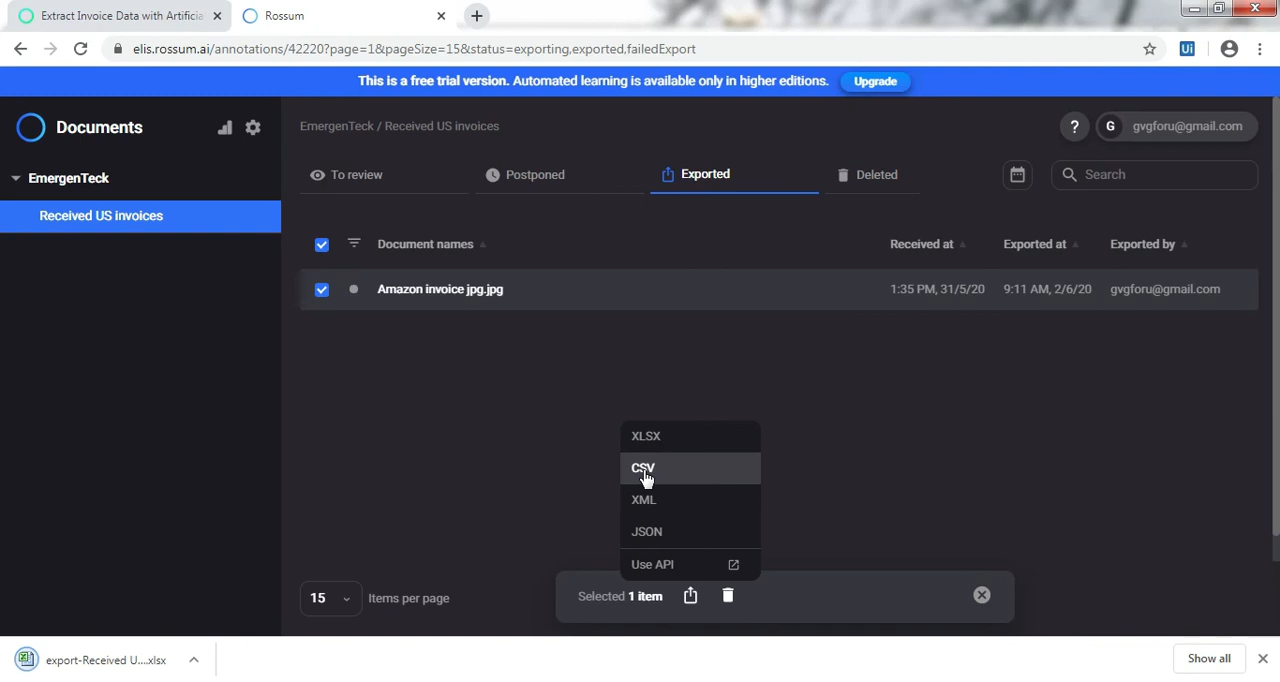 Extract Invoice Data with Artificia
Rossum
elis.rossum.ai/annotations/42220?page=1&pageSize=15&status=exporting,exported,failedExport
Ui
This is a free trial version. Automated learning is available only in higher editions. Upgrade
Documents
EmergenTeck / Received US invoices
? G gvgforu@gmail.com
EmergenTeck
To review Postponed Exported Deleted Search
Received US invoices
Document names Received at Exported at Exported by
Amazon invoice jpg.jpg 1:35 PM, 31/5/20 9:11 AM, 2/6/20 gvgforu@gmail.com
XLSX
CSV
XML
JSON
Use API
15 Items per page Selected 1 item
export-Received U....xlsx Show all